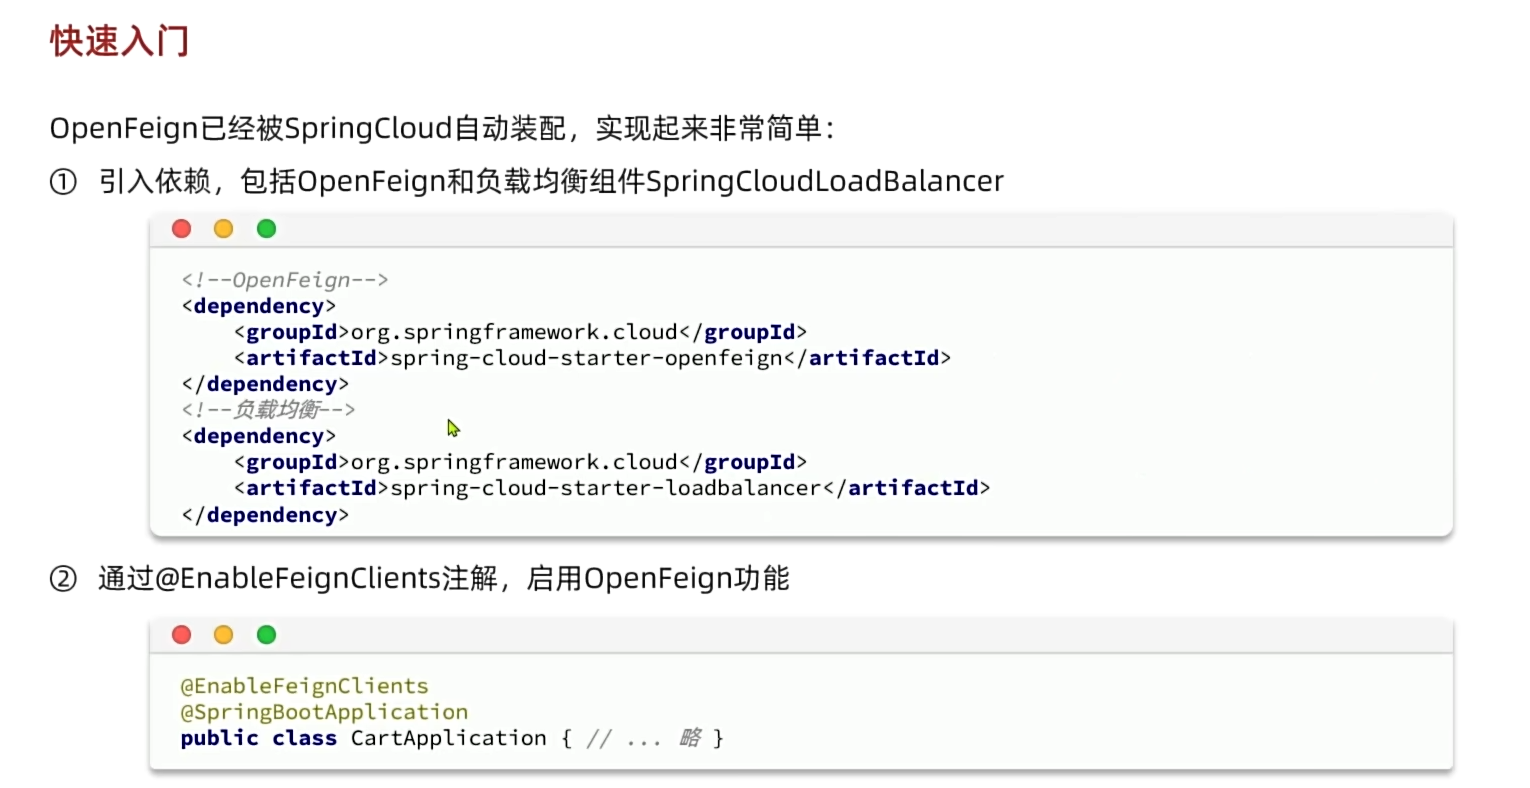 快速入门
OpenFeign已经被SpringCloud自动装配，实现起来非常简单：
① 引入依赖，包括OpenFeign和负载均衡组件SpringCloudLoadBalancer
<!--OpenFeign-->
<dependency>
    <groupId>org.springframework.cloud</groupId>
    <artifactId>spring-cloud-starter-openfeign</artifactId>
</dependency>
<!--负载均衡-->
<dependency>
    <groupId>org.springframework.cloud</groupId>
    <artifactId>spring-cloud-starter-loadbalancer</artifactId>
</dependency>
② 通过@EnableFeignClients注解，启用OpenFeign功能
@EnableFeignClients
@SpringBootApplication
public class CartApplication { // ... 略 }